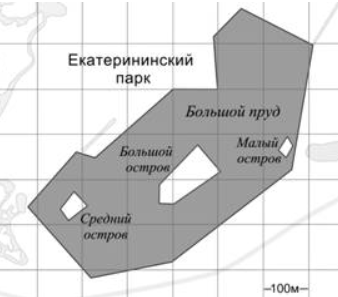 Екатерининский
парк
Большой пруд
Большой
остров
Малый
остров
Средний
остров
100м